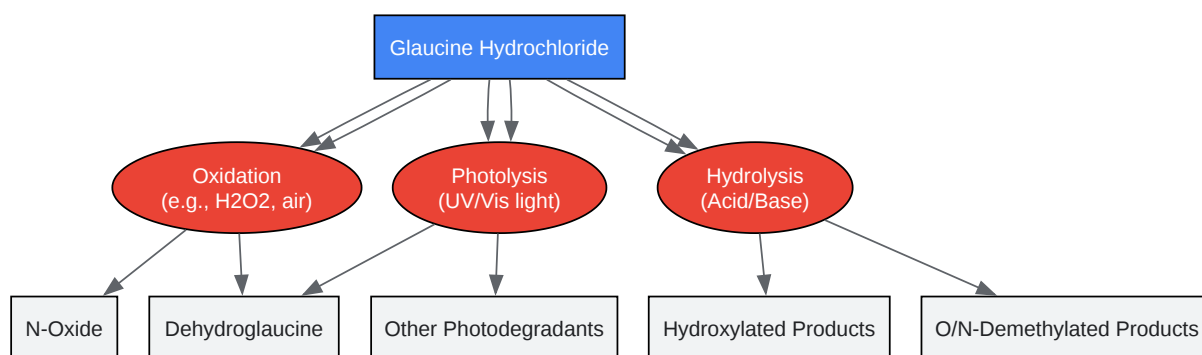 Glaucine Hydrochloride
Oxidation
(e.g., H2O2, air)
Photolysis
(UV/Vis light)
Hydrolysis
(Acid/Base)
N-Oxide
Dehydroglaucine
Other Photodegradants
Hydroxylated Products
O/N-Demethylated Products